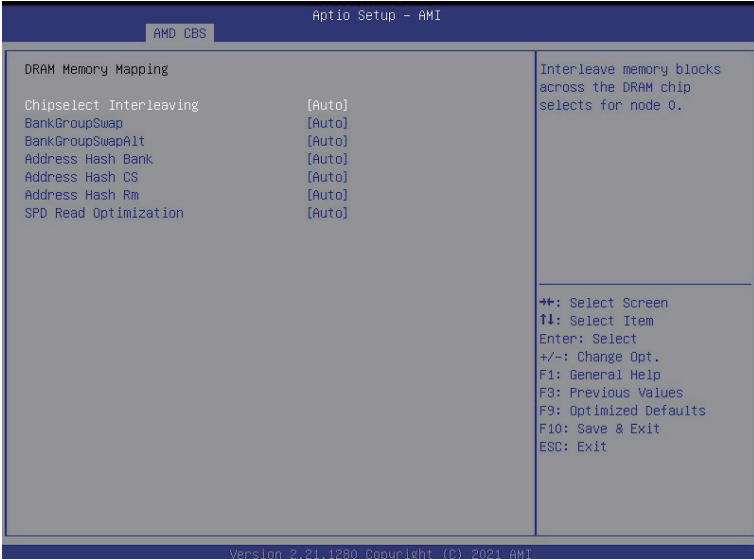 Aptio Setup – AMI
AMD CBS
DRAM Memory Mapping
Chipselect Interleaving [Auto]
BankGroupSwap [Auto]
BankGroupSwapAlt [Auto]
Address Hash Bank [Auto]
Address Hash CS [Auto]
Address Hash Rm [Auto]
SPD Read Optimization [Auto]
Interleave memory blocks
across the DRAM chip
selects for node 0.
→←: Select Screen
↑↓: Select Item
Enter: Select
+/-: Change Opt.
F1: General Help
F3: Previous Values
F9: Optimized Defaults
F10: Save & Exit
ESC: Exit
Version 2.21.1280 Copyright (C) 2021 AMI